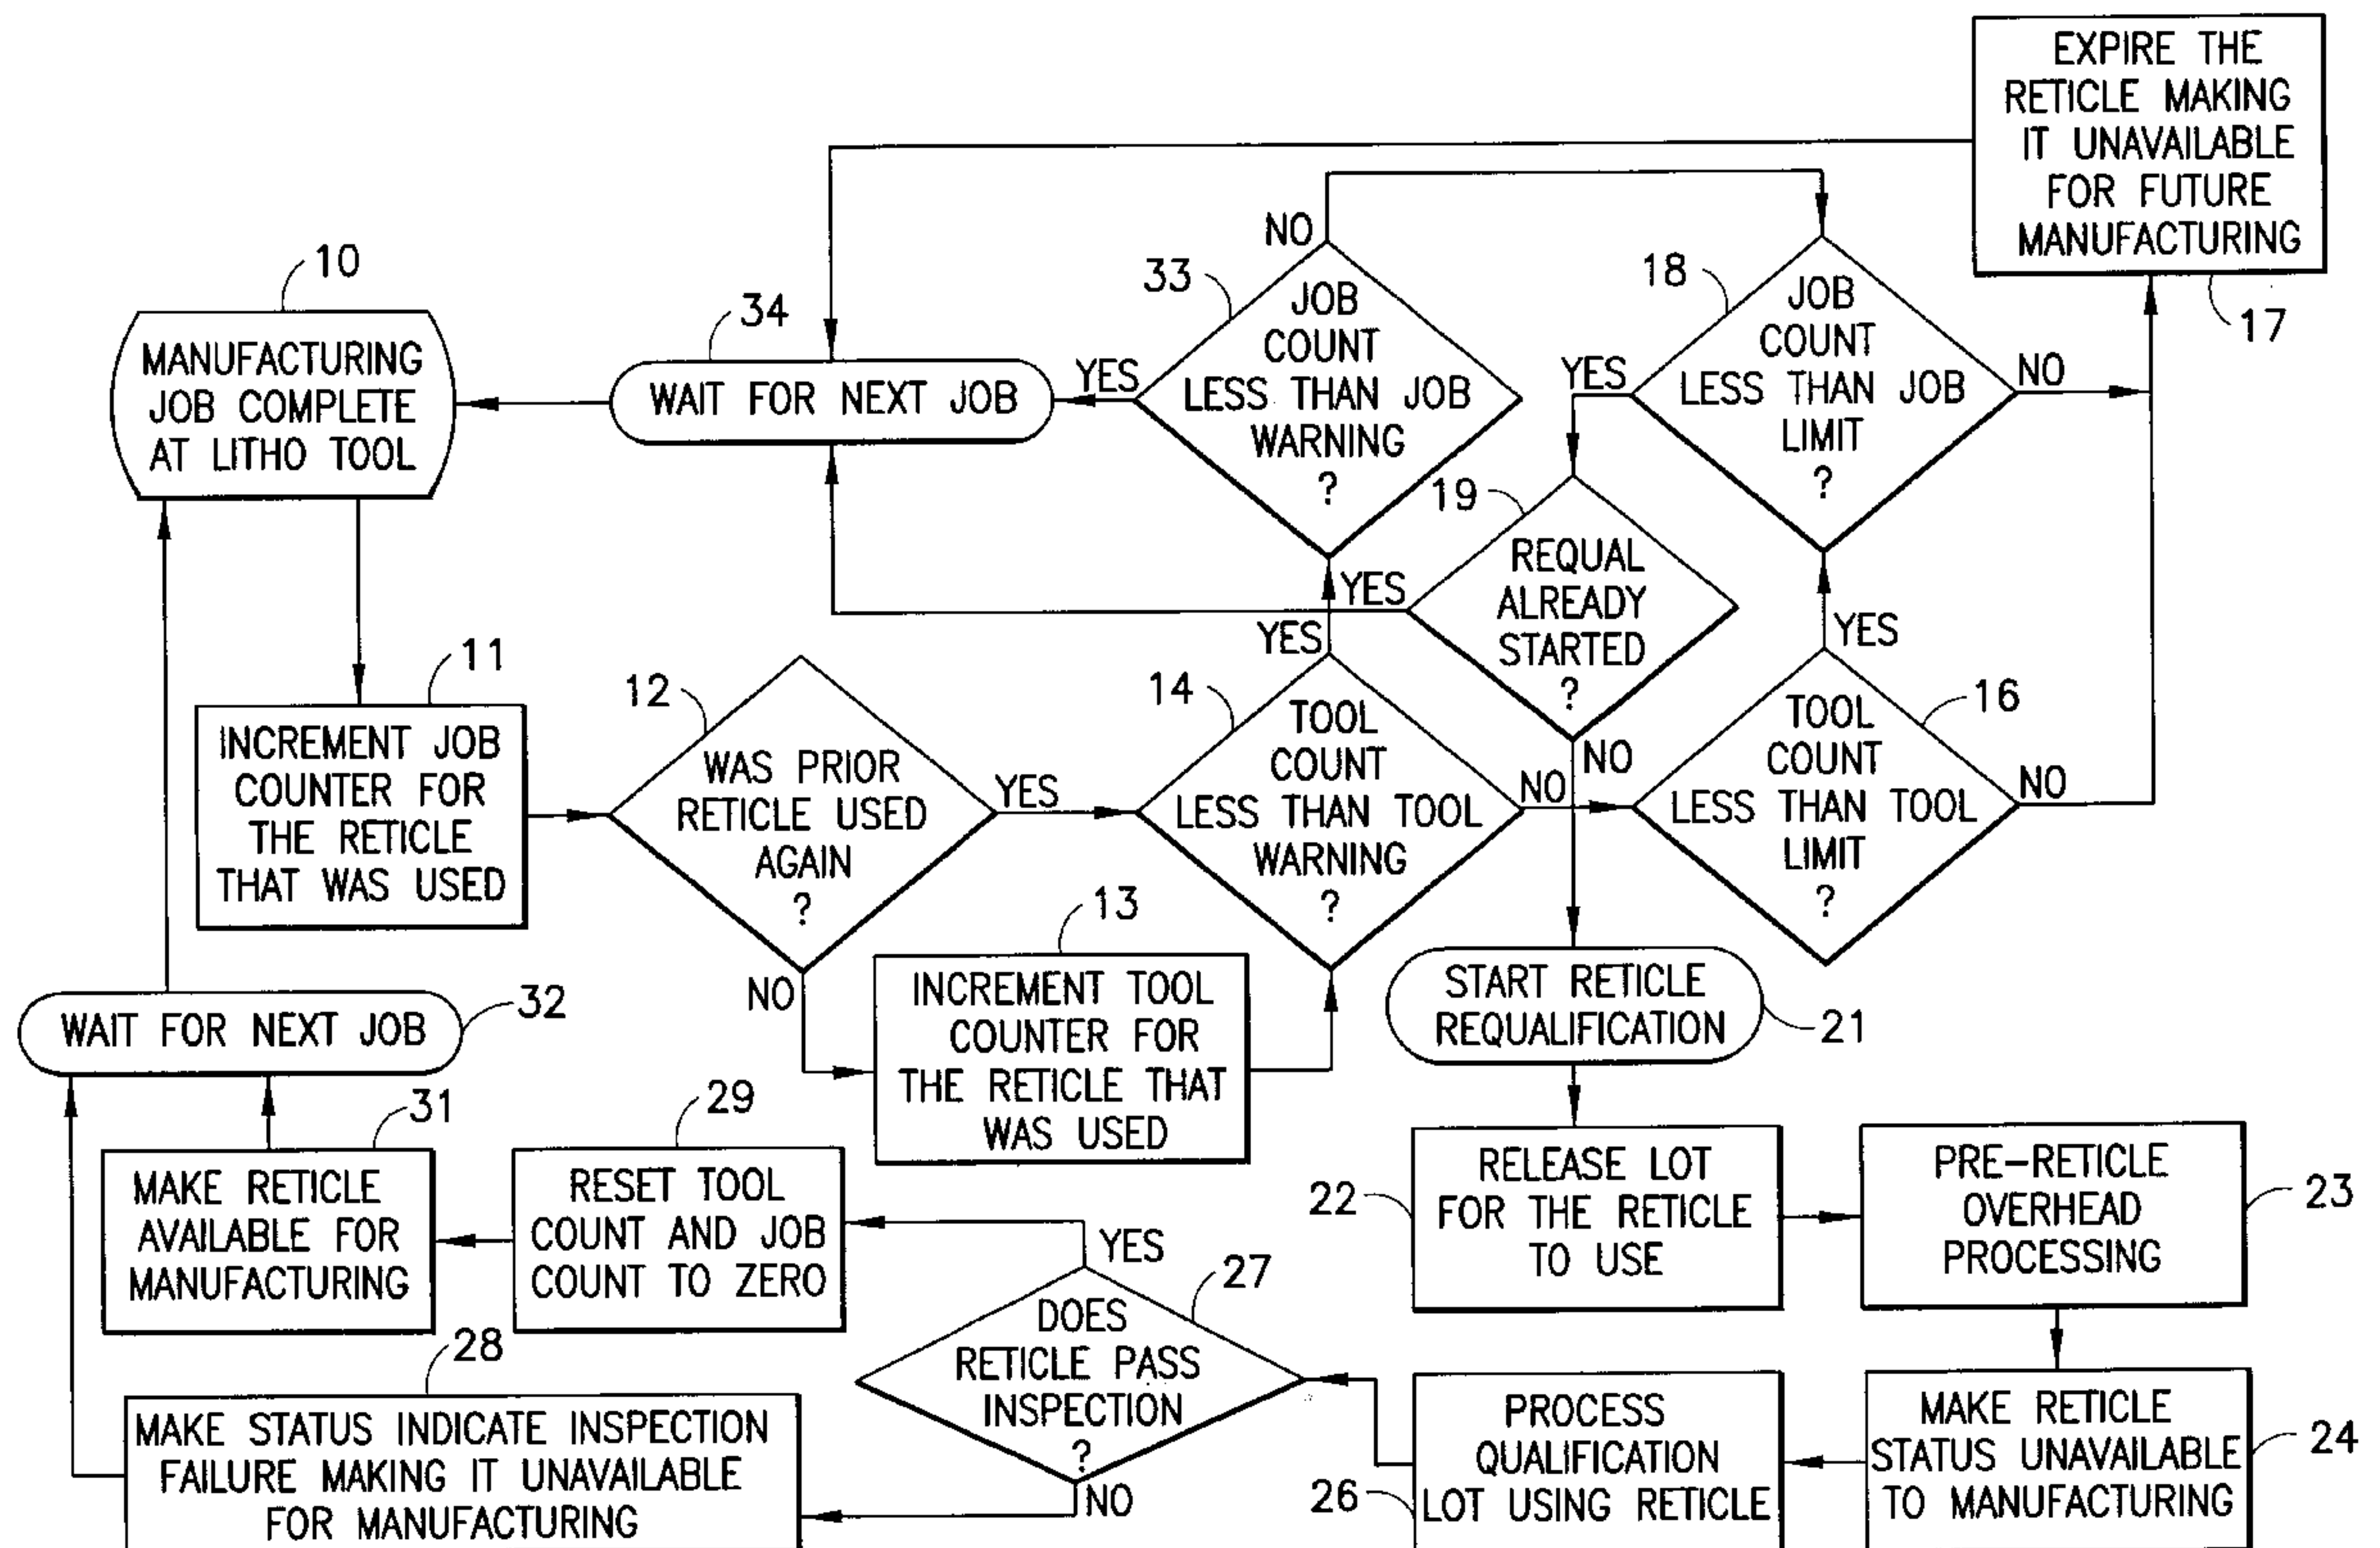 EXPIRE THE
RETICLE MAKING
IT UNAVAILABLE
FOR FUTURE
MANUFACTURING
17
10
MANUFACTURING
JOB COMPLETE
AT LITHO TOOL
34
WAIT FOR NEXT JOB
33
JOB
COUNT
LESS THAN JOB
WARNING
?
NO
YES
18
JOB
COUNT
LESS THAN JOB
LIMIT
?
YES
NO
19
REQUAL
ALREADY
STARTED
?
YES
NO
11
INCREMENT JOB
COUNTER FOR
THE RETICLE
THAT WAS USED
12
WAS PRIOR
RETICLE USED
AGAIN
?
YES
NO
14
TOOL
COUNT
LESS THAN TOOL
WARNING
?
YES
NO
16
TOOL
COUNT
LESS THAN TOOL
LIMIT
?
YES
NO
13
INCREMENT TOOL
COUNTER FOR
THE RETICLE THAT
WAS USED
START RETICLE
REQUALIFICATION
21
WAIT FOR NEXT JOB
32
31
MAKE RETICLE
AVAILABLE FOR
MANUFACTURING
29
RESET TOOL
COUNT AND JOB
COUNT TO ZERO
22
RELEASE LOT
FOR THE RETICLE
TO USE
PRE-RETICLE
OVERHEAD
PROCESSING
23
27
DOES
RETICLE PASS
INSPECTION
?
YES
NO
28
MAKE STATUS INDICATE INSPECTION
FAILURE MAKING IT UNAVAILABLE
FOR MANUFACTURING
26
PROCESS
QUALIFICATION
LOT USING RETICLE
MAKE RETICLE
STATUS UNAVAILABLE
TO MANUFACTURING
24